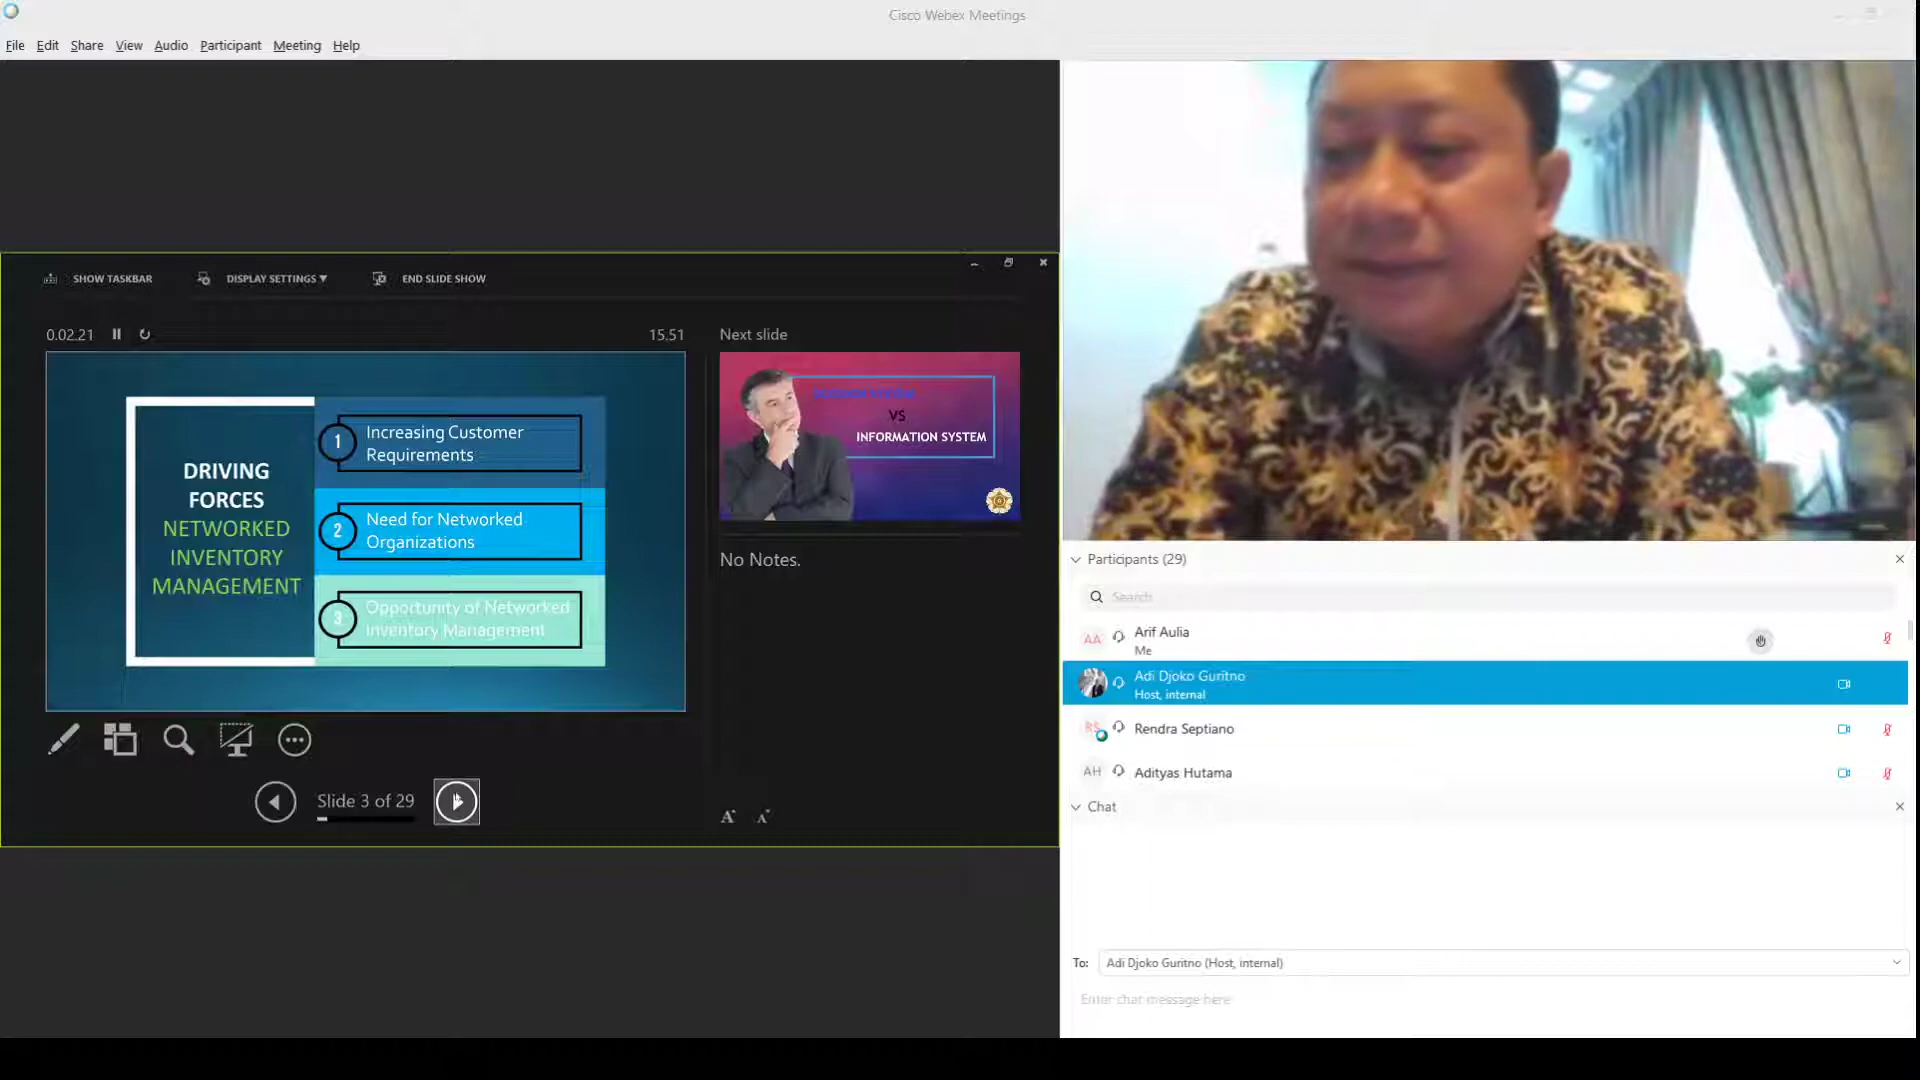 Cisco Webex Meetings
File Edit Share View Audio Participant Meeting Help
SHOW TASKBAR DISPLAY SETTINGS ▼ END SLIDE SHOW
0.02.21 15.51
DRIVING
FORCES
NETWORKED
INVENTORY
MANAGEMENT
1 Increasing Customer
Requirements
2 Need for Networked
Organizations
3 Opportunity of Networked
Inventory Management
Slide 3 of 29
Next slide
DECISION SYSTEM
VS
INFORMATION SYSTEM
No Notes.
A A
Participants (29)
Search
AA Arif Aulia
Me
Adi Djoko Guritno
Host, internal
RS Rendra Septiano
AH Adityas Hutama
Chat
To: Adi Djoko Guritno (Host, internal)
Enter chat message here